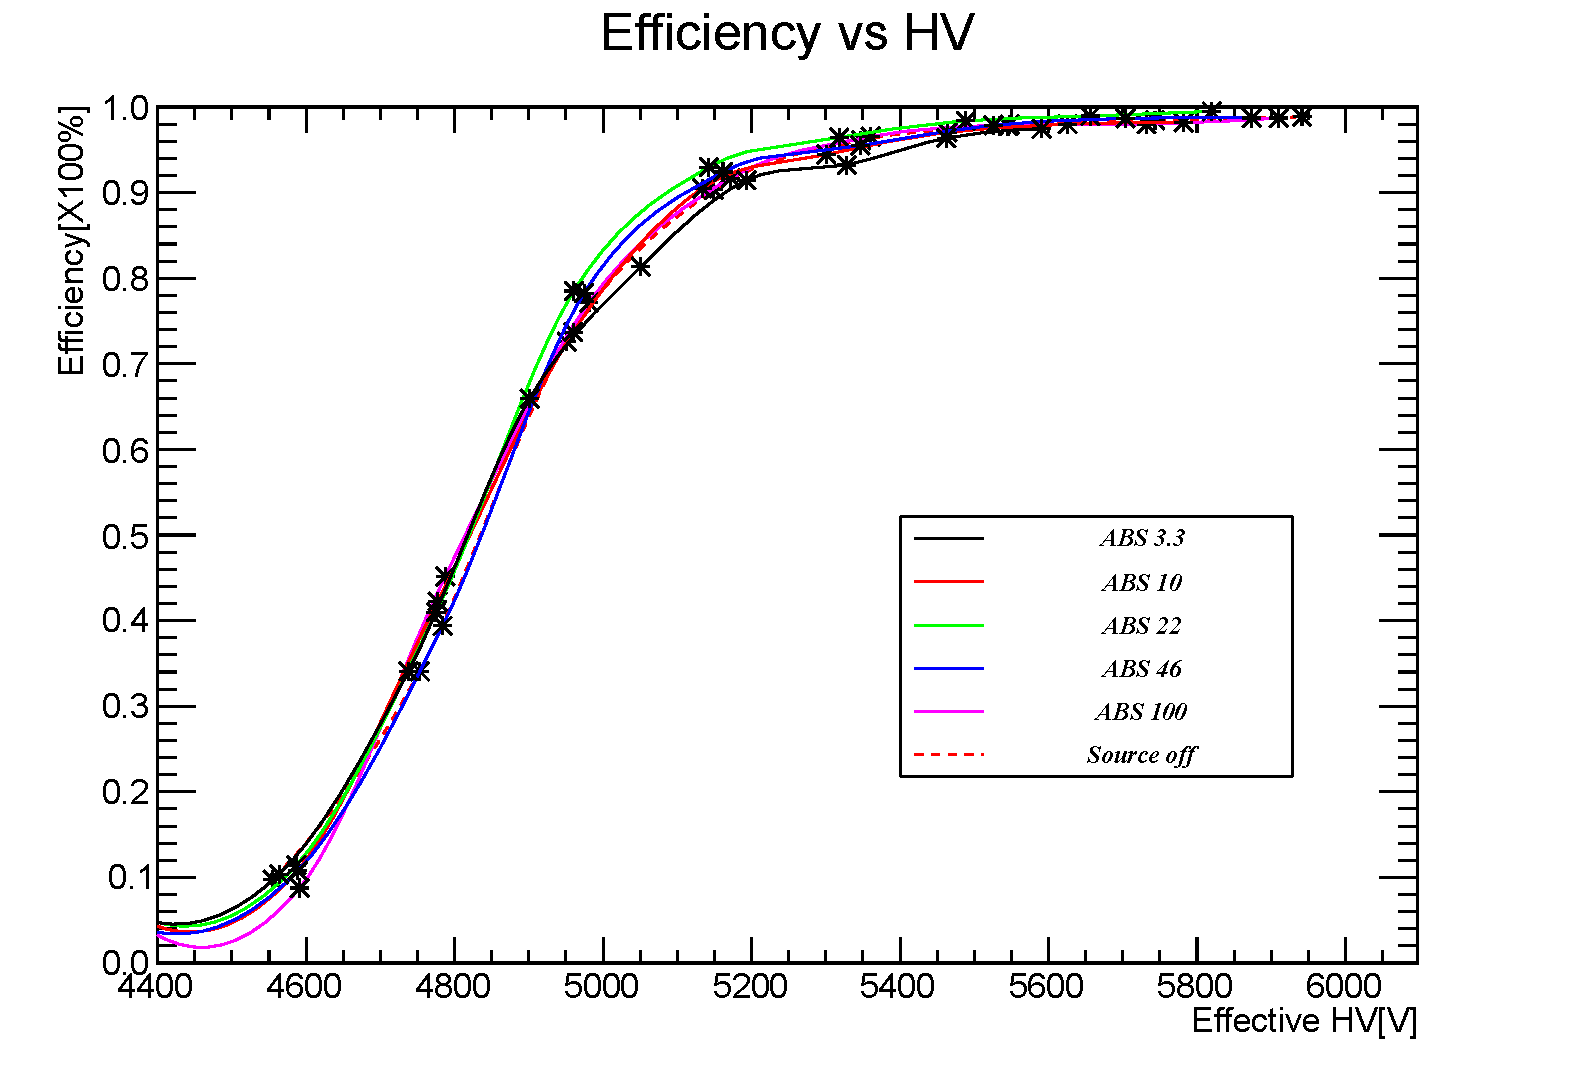 Efficiency vs HV
Efficiency[X100%]
1.0
0.9
0.8
0.7
0.6
0.5
0.4
0.3
0.2
0.1
0.0
4400 4600 4800 5000 5200 5400 5600 5800 6000
Effective HV[V]
ABS 3.3
ABS 10
ABS 22
ABS 46
ABS 100
Source off